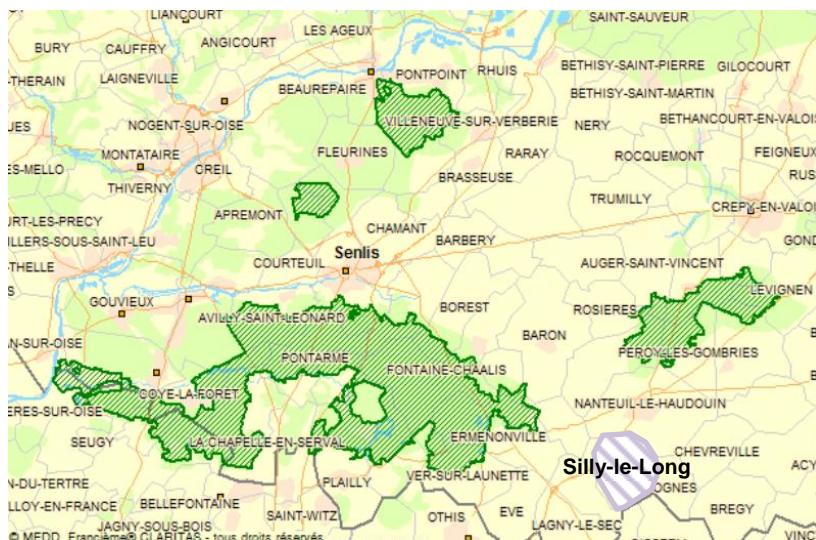 LIANCOURT
SAINT-SAUVEUR
LES AGEUX
BURY
CAUFFRY
ANGICOURT
RHUIS
BETHISY-SAINT-PIERRE
GILOCOURT
-THERAIN
LAIGNEVILLE
PONTPOINT
BEAUREPAIRE
BETHISY-SAINT-MARTIN
NOGENT-SUR-OISE
VILLENEUVE-SUR-VERBERIE
NERY
BETHANCOURT-EN-VALOIS
UES
MONTATAIRE
FLEURINES
RARAY
ROCQUEMONT
FEIGNEUX
ES-MELLO
CREIL
THIVERNY
BRASSEUSE
RUS
TRUMILLY
CREPY-EN-VALOI
URT-LES-PRECY
APREMONT
CHAMANT
ILLERS-SOUS-SAINT-LEU
BARBERY
GOND
-THELLE
COURTEUIL
Senlis
AUGER-SAINT-VINCENT
LEVIGNEN
S
GOUVIEUX
BOREST
ROSIERES
AVILLY-SAINT-LEONARD
BARON
B
AN-SUR-OISE
PONTARME
PEROY-LES-GOMBRIES
FONTAINE-CHAALIS
B
COYE-LA-FORET
NANTEUIL-LE-HAUDOUIN
ERES-SUR-OISE
SEUGY
LA CHAPELLE-EN-SERVAL
ERMENONVILLE
CHEVREVILLE
Silly-le-Long
ACY
N-DU-TERTRE
PLAILLY
VER-SUR-LAUNETTE
OGNES
LLOY-EN-FRANCE
BELLEFONTAINE
SAINT-WITZ
OTHIS
EVE
BREGY
JAGNY-SOUS-BOIS
LAGNY-LE-SEC
VINC
© MEDD, Francième® CLARITAS - tous droits réservés